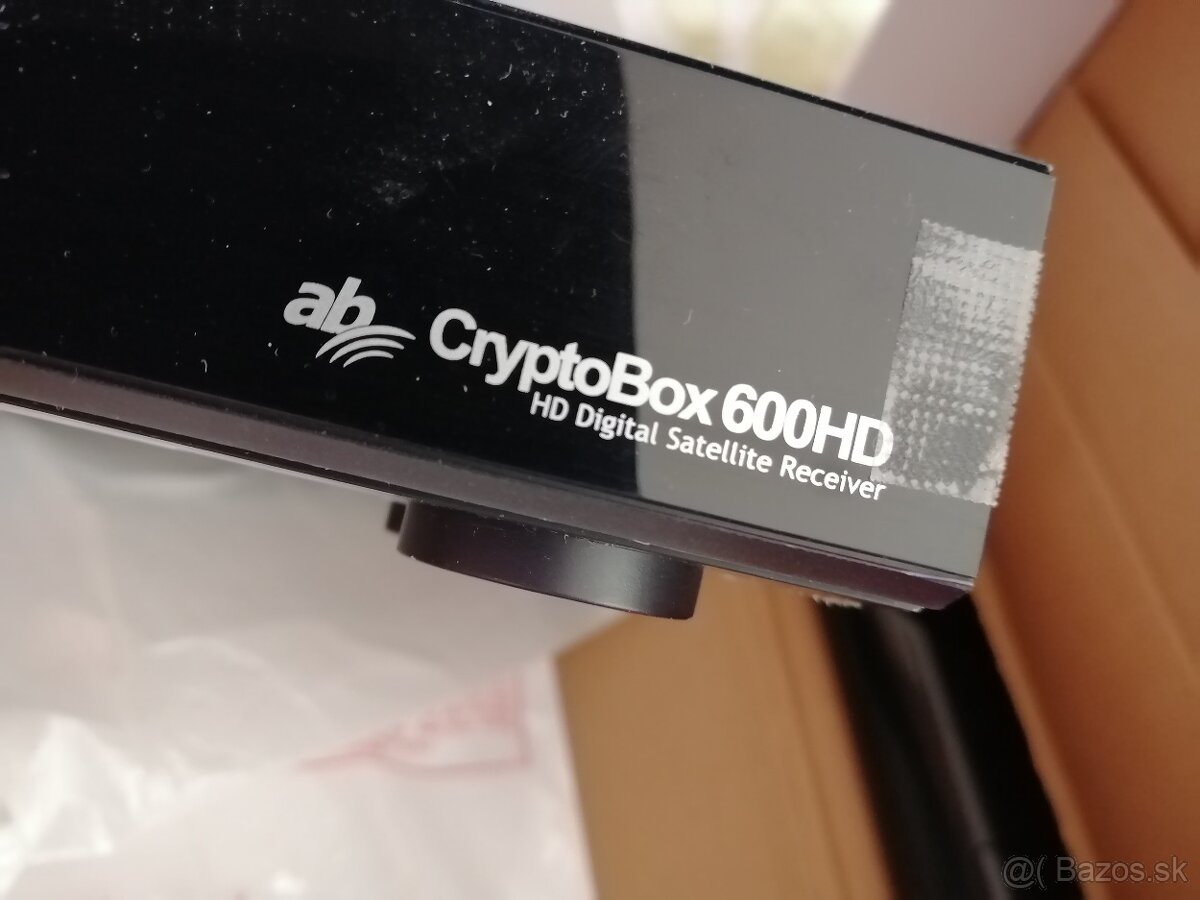 ab CryptoBox 600HD
HD Digital Satellite Receiver
@( Bazos.sk